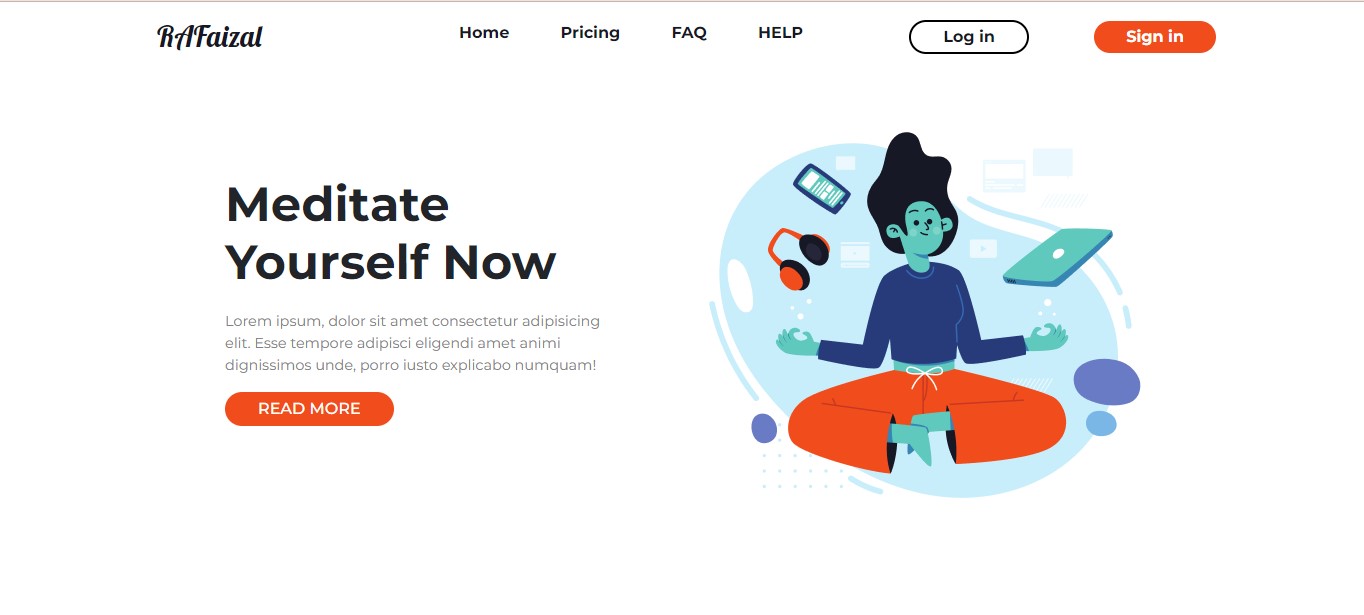 RAFaizal
Home
Pricing
FAQ
HELP
Log in
Sign in
Meditate
Yourself Now
Lorem ipsum, dolor sit amet consectetur adipisicing
elit. Esse tempore adipisci eligendi amet animi
dignissimos unde, porro iusto explicabo numquam!
READ MORE